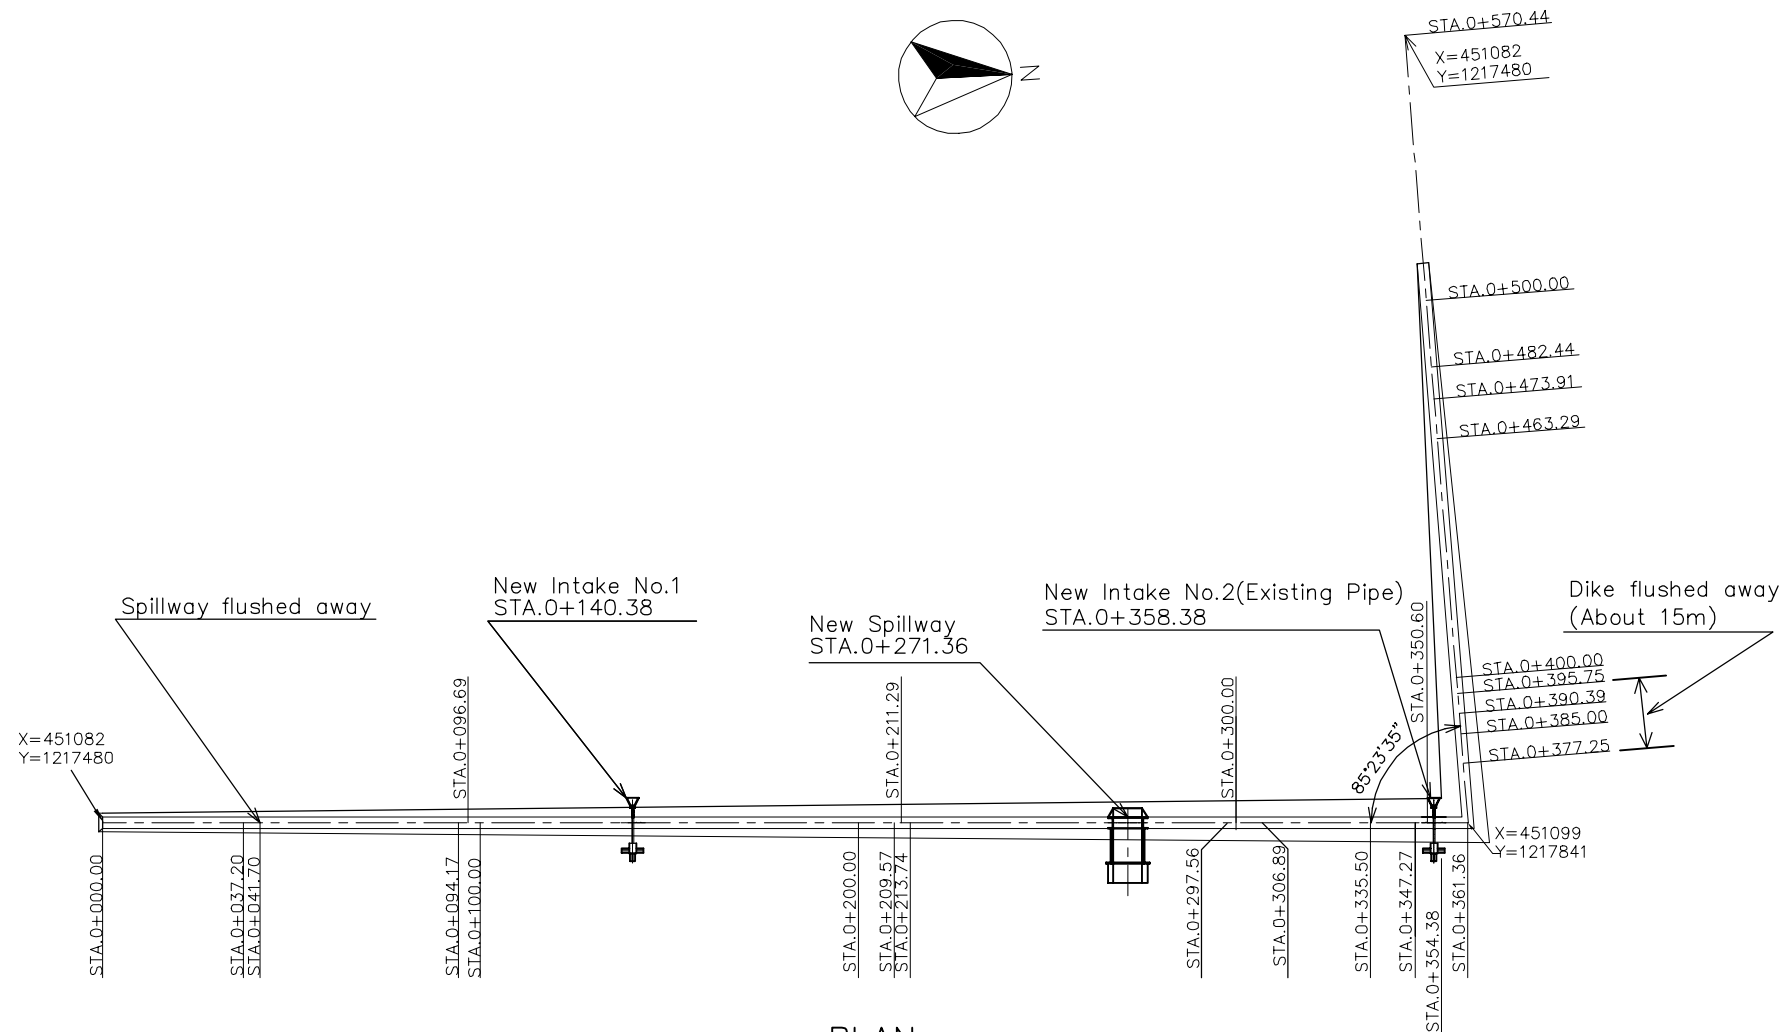 STA.0+570.44
X=451082
Y=1217480
N
STA.0+500.00
STA.0+482.44
STA.0+473.91
STA.0+463.29
Spillway flushed away
New Intake No.1
STA.0+140.38
New Spillway
STA.0+271.36
New Intake No.2(Existing Pipe)
STA.0+358.38
Dike flushed away
(About 15m)
STA.0+400.00
STA.0+395.75
STA.0+390.39
STA.0+385.00
STA.0+377.25
X=451082
Y=1217480
STA.0+096.69
STA.0+211.29
STA.0+300.00
STA.0+350.60
85°23'35"
X=451099
Y=1217841
STA.0+000.00
STA.0+037.20
STA.0+041.70
STA.0+094.17
STA.0+100.00
STA.0+200.00
STA.0+209.57
STA.0+213.74
STA.0+297.56
STA.0+306.89
STA.0+335.50
STA.0+347.27
STA.0+354.38
STA.0+361.36
PLAN